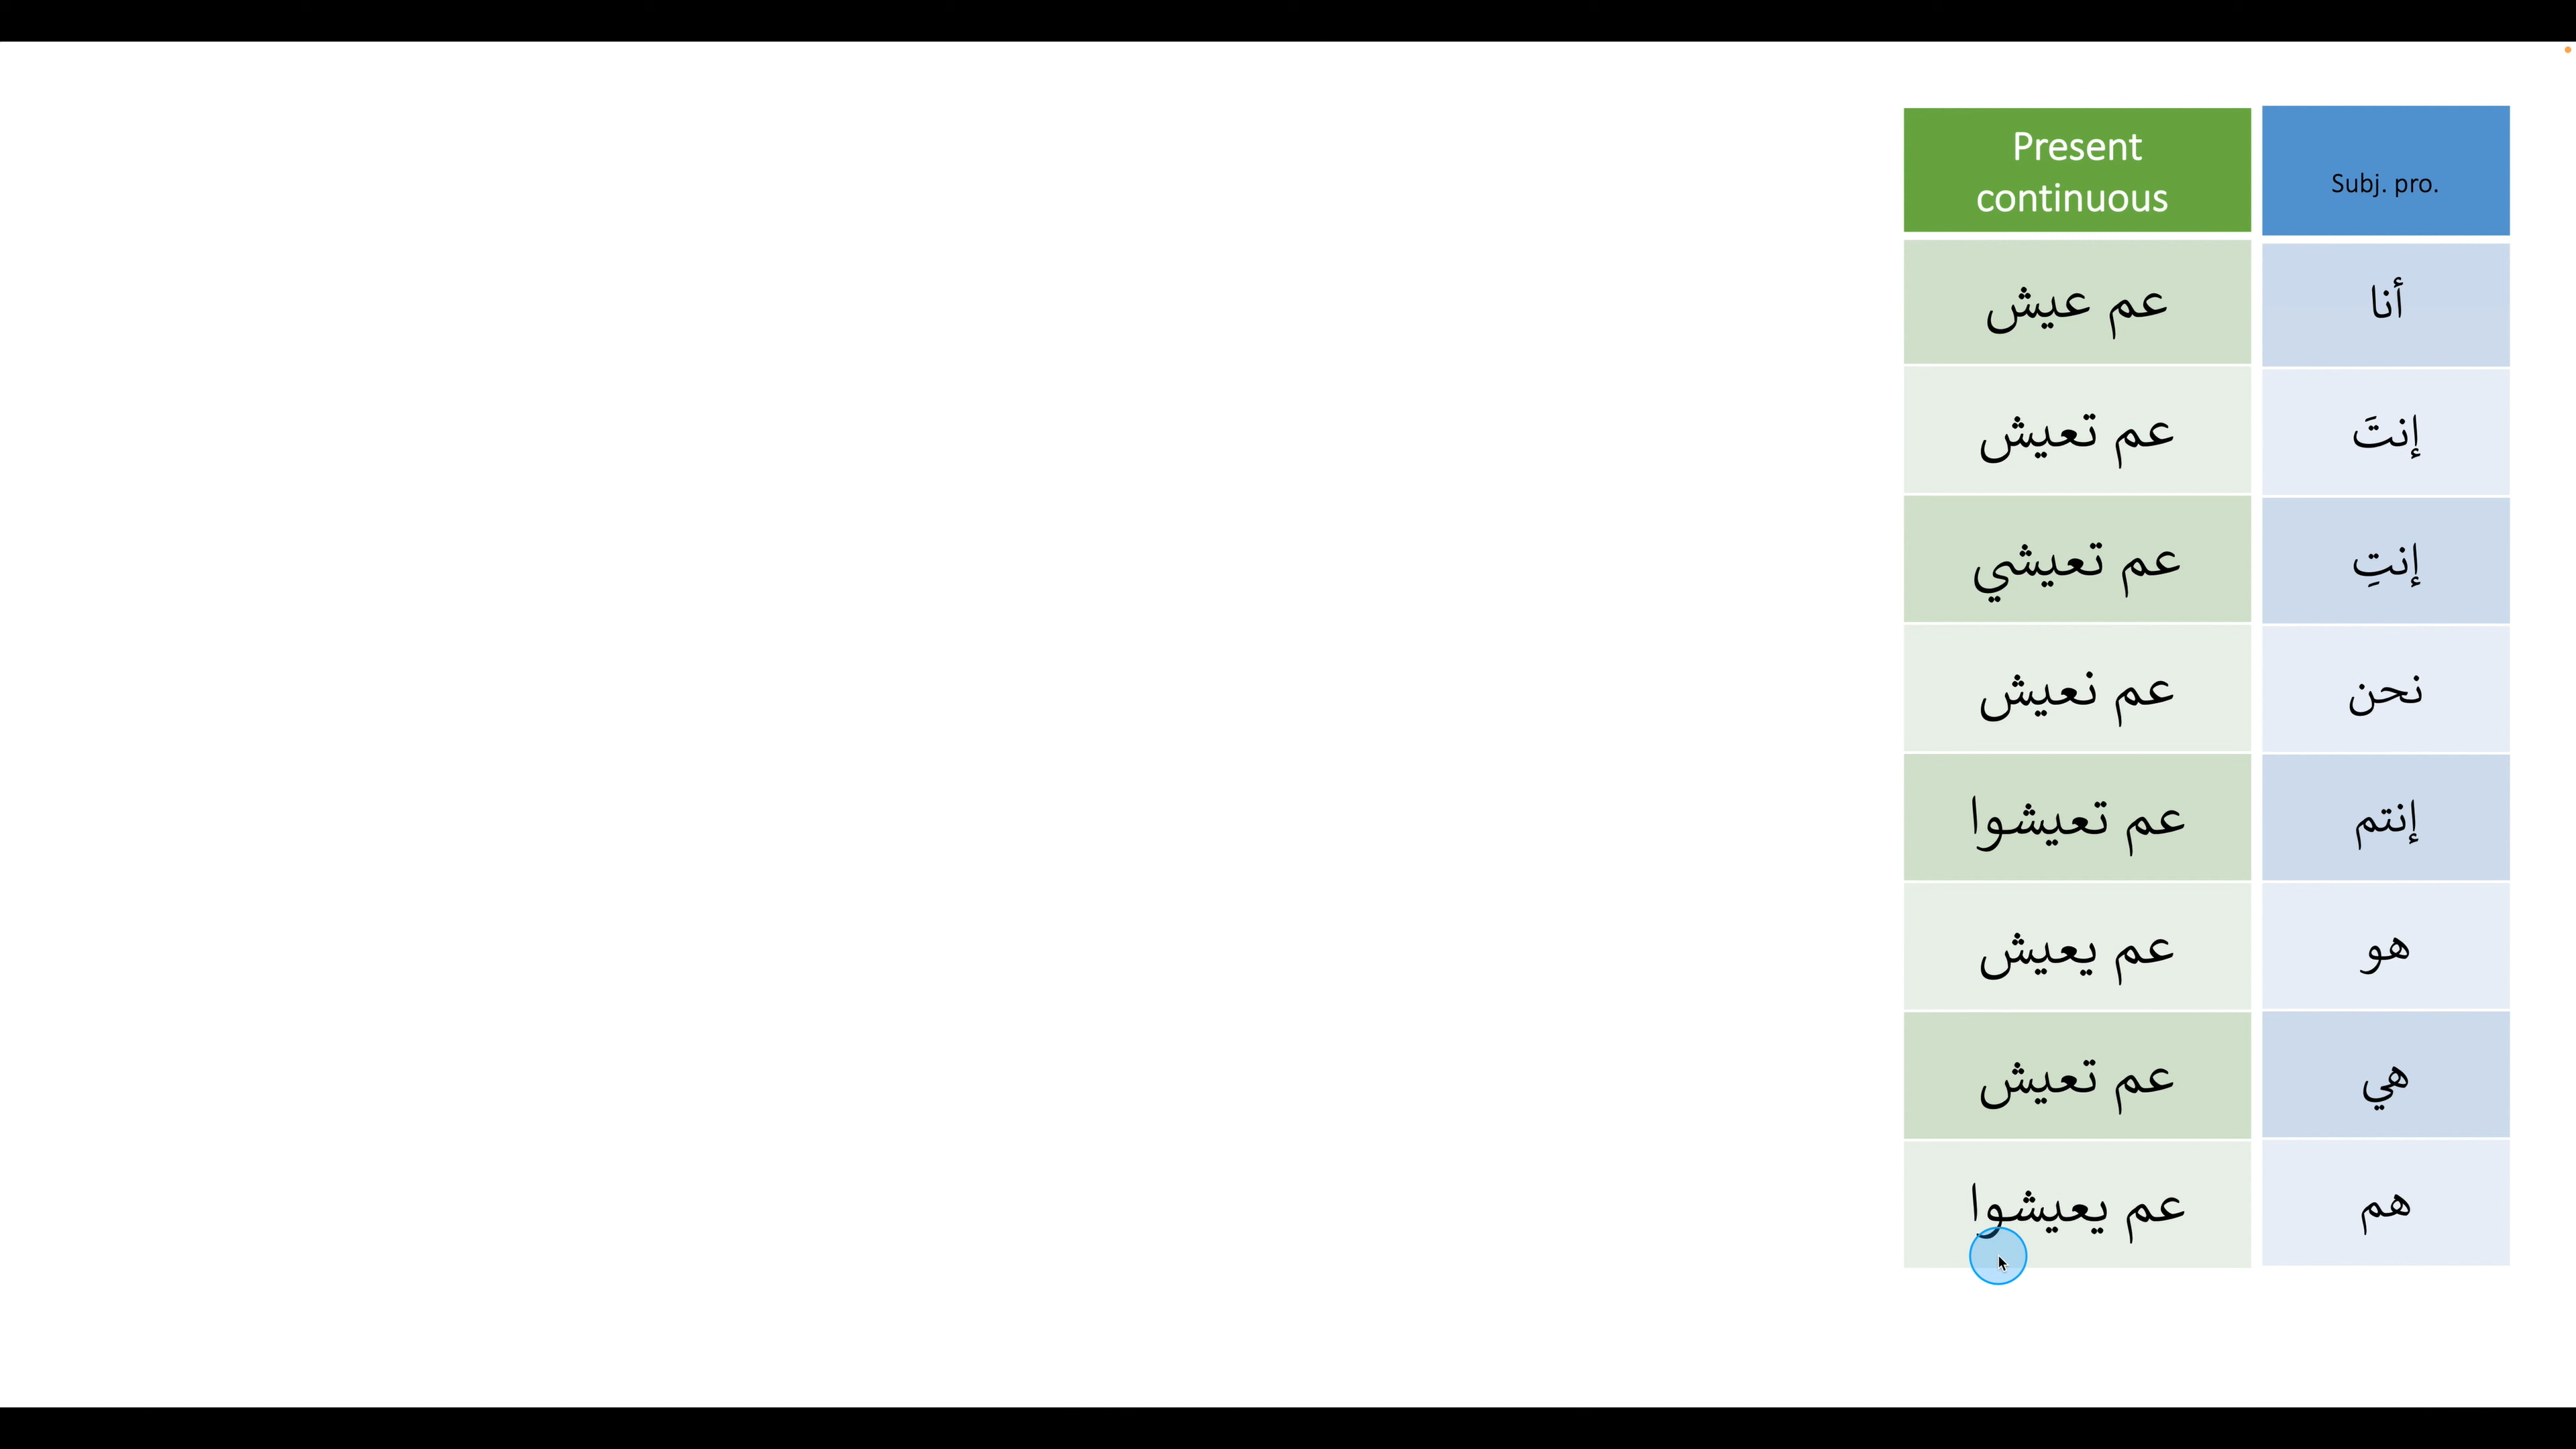 Subj. pro.
Present
continuous
أنا
عم عيش
إنتَ
عم تعيش
إنتِ
عم تعيشي
نحن
عم نعيش
إنتم
عم تعيشوا
هو
عم يعيش
هي
عم تعيش
هم
عم يعيشوا